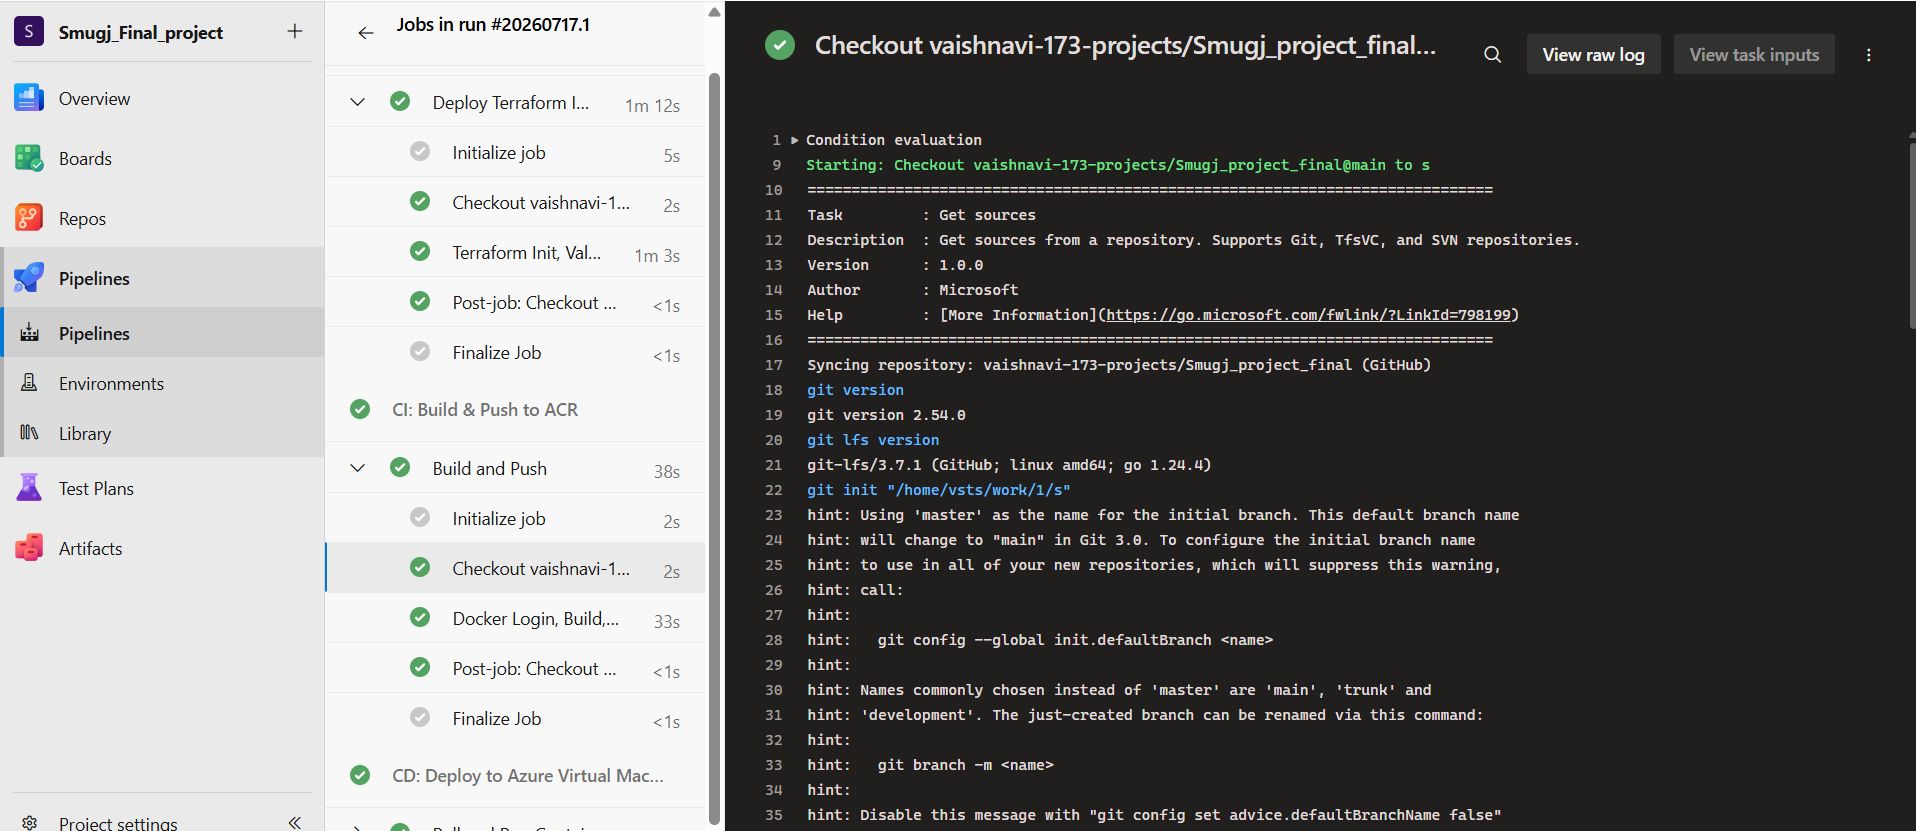 S Smugj_Final_project +
Overview
Boards
Repos
Pipelines
Pipelines
Environments
Library
Test Plans
Artifacts
Project settings
Jobs in run #20260717.1
Deploy Terraform I... 1m 12s
Initialize job 5s
Checkout vaishnavi-1... 2s
Terraform Init, Val... 1m 3s
Post-job: Checkout ... <1s
Finalize Job <1s
CI: Build & Push to ACR
Build and Push 38s
Initialize job 2s
Checkout vaishnavi-1... 2s
Docker Login, Build,... 33s
Post-job: Checkout ... <1s
Finalize Job <1s
CD: Deploy to Azure Virtual Mac...
Checkout vaishnavi-173-projects/Smugj_project_final...
View raw log
View task inputs
1 Condition evaluation
9 Starting: Checkout vaishnavi-173-projects/Smugj_project_final@main to s
10 ==============================================================================
11 Task         : Get sources
12 Description  : Get sources from a repository. Supports Git, TfsVC, and SVN repositories.
13 Version      : 1.0.0
14 Author       : Microsoft
15 Help         : [More Information](https://go.microsoft.com/fwlink/?LinkId=798199)
16 ==============================================================================
17 Syncing repository: vaishnavi-173-projects/Smugj_project_final (GitHub)
18 git version
19 git version 2.54.0
20 git lfs version
21 git-lfs/3.7.1 (GitHub; linux amd64; go 1.24.4)
22 git init "/home/vsts/work/1/s"
23 hint: Using 'master' as the name for the initial branch. This default branch name
24 hint: will change to "main" in Git 3.0. To configure the initial branch name
25 hint: to use in all of your new repositories, which will suppress this warning,
26 hint: call:
27 hint:
28 hint:   git config --global init.defaultBranch <name>
29 hint:
30 hint: Names commonly chosen instead of 'master' are 'main', 'trunk' and
31 hint: 'development'. The just-created branch can be renamed via this command:
32 hint:
33 hint:   git branch -m <name>
34 hint:
35 hint: Disable this message with "git config set advice.defaultBranchName false"